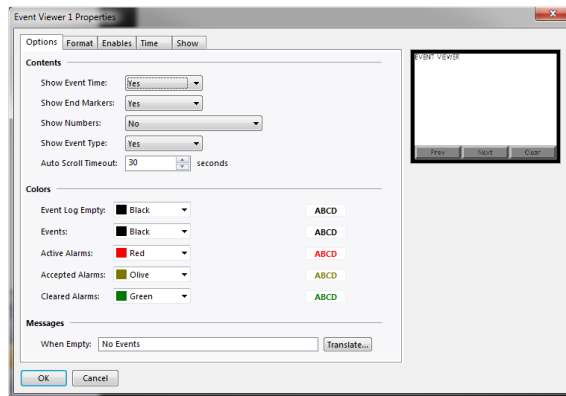 Event Viewer 1 Properties
Options Format Enables Time Show
Contents
Show Event Time: Yes
Show End Markers: Yes
Show Numbers: No
Show Event Type: Yes
Auto Scroll Timeout: 30 seconds
Colors
Event Log Empty: Black ABCD
Events: Black ABCD
Active Alarms: Red ABCD
Accepted Alarms: Olive ABCD
Cleared Alarms: Green ABCD
Messages
When Empty: No Events Translate...
OK Cancel
EVENT VIEWER
Prev Next Clear